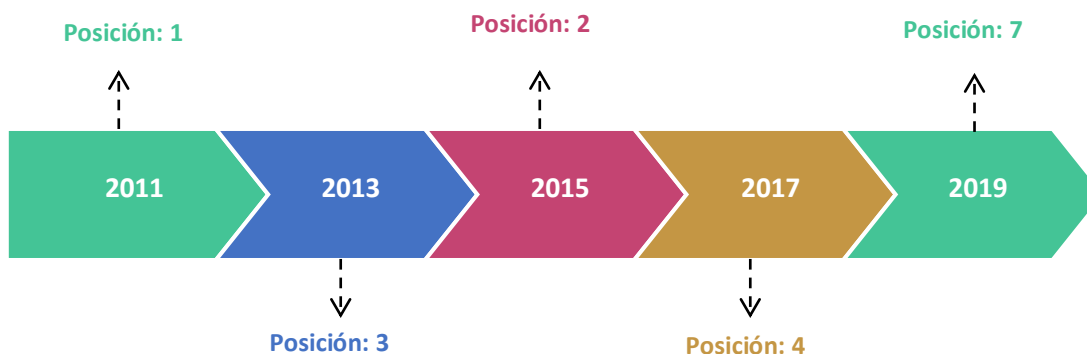 Posición: 1
Posición: 2
Posición: 7
2011
2013
2015
2017
2019
Posición: 3
Posición: 4